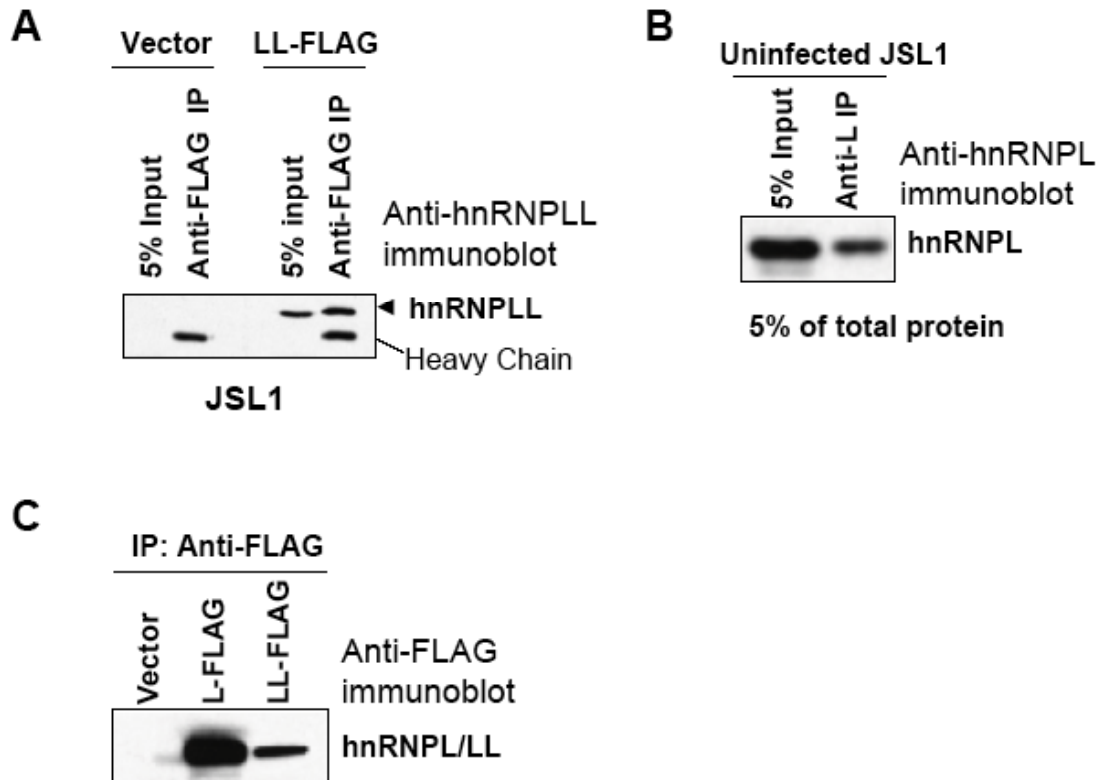 A
Vector
LL-FLAG
5% Input
Anti-FLAG IP
5% input
Anti-FLAG IP
Anti-hnRNPLL
immunoblot
hnRNPLL
Heavy Chain
JSL1
B
Uninfected JSL1
5% Input
Anti-L IP
Anti-hnRNPL
immunoblot
hnRNPL
5% of total protein
C
IP: Anti-FLAG
Vector
L-FLAG
LL-FLAG
Anti-FLAG
immunoblot
hnRNPL/LL